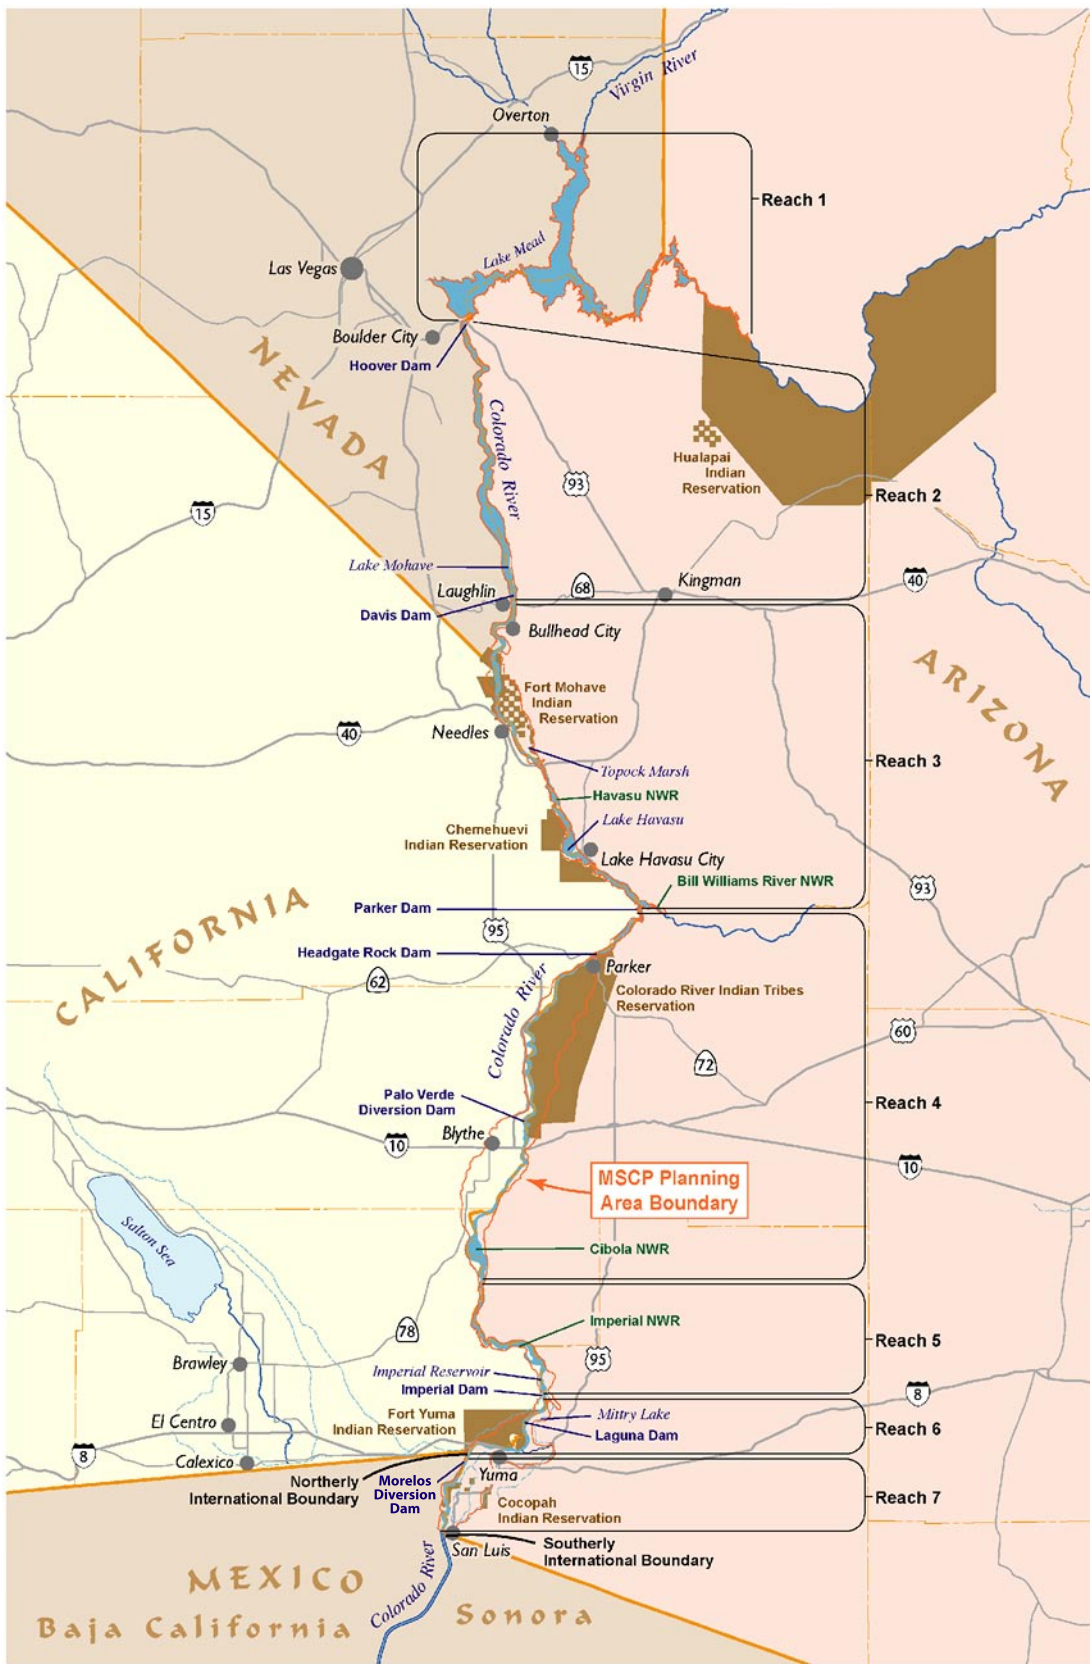 15
Virgin River
Overton
Reach 1
Lake Mead
Las Vegas
Boulder City
Hoover Dam
NEVADA
Colorado River
Hualapai
Indian
Reservation
93
Reach 2
15
Lake Mohave
Laughlin
68
Kingman
40
Davis Dam
Bullhead City
ARIZONA
Fort Mohave
Indian
Reservation
40
Needles
Reach 3
Topock Marsh
Havasu NWR
Lake Havasu
Chemehuevi
Indian Reservation
Lake Havasu City
Bill Williams River NWR
93
Parker Dam
CALIFORNIA
95
Headgate Rock Dam
Parker
62
Colorado River Indian Tribes
Reservation
Colorado River
60
72
Palo Verde
Diversion Dam
Reach 4
Blythe
10
10
MSCP Planning
Area Boundary
Salton Sea
Cibola NWR
78
Imperial NWR
Reach 5
95
Brawley
Imperial Reservoir
Imperial Dam
8
El Centro
Fort Yuma
Indian Reservation
Mittry Lake
Laguna Dam
Reach 6
8
Calexico
Northerly
International Boundary
Morelos
Diversion
Dam
Yuma
Cocopah
Indian Reservation
Reach 7
San Luis
Southerly
International Boundary
MEXICO
Baja California
Colorado River
Sonora